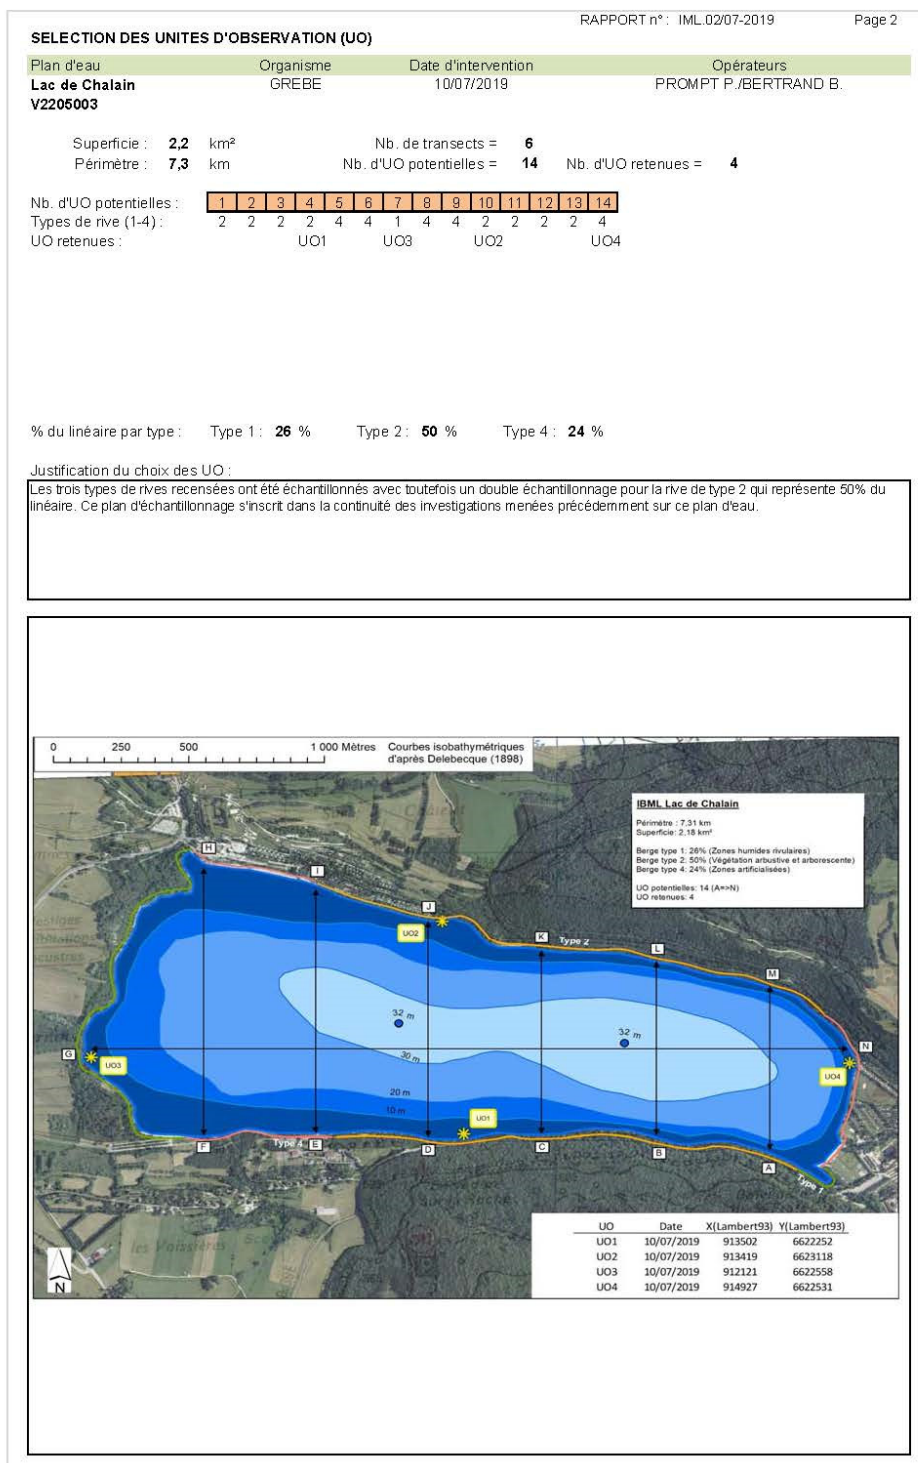 RAPPORT n° : IML.02/07-2019 Page 2
SELECTION DES UNITES D'OBSERVATION (UO)
Plan d'eau Organisme Date d'intervention Opérateurs
Lac de Chalain GREBE 10/07/2019 PROMPT P./BERTRAND B.
V2205003
Superficie : 2,2 km² Nb. de transects = 6
Périmètre : 7,3 km Nb. d'UO potentielles = 14 Nb. d'UO retenues = 4
Nb. d'UO potentielles : 1 2 3 4 5 6 7 8 9 10 11 12 13 14
Types de rive (1-4) : 2 2 2 2 4 4 1 4 4 2 2 2 2 4
UO retenues : UO1 UO3 UO2 UO4
% du linéaire par type : Type 1 : 26 % Type 2 : 50 % Type 4 : 24 %
Justification du choix des UO :
Les trois types de rives recensées ont été échantillonnés avec toutefois un double échantillonnage pour la rive de type 2 qui représente 50% du
linéaire. Ce plan d'échantillonnage s'inscrit dans la continuité des investigations menées précédemment sur ce plan d'eau.
0 250 500 1 000 Mètres Courbes isobathymétriques
d'après Delebecque (1898)
IBML Lac de Chalain
Périmètre : 7,31 km
Superficie: 2,18 km²
Berge type 1: 26% (Zones humides rivulaires)
Berge type 2: 50% (Végétation arbustive et arborescente)
Berge type 4: 24% (Zones artificialisées)
UO potentielles: 14 (A=>N)
UO retenues: 4
H
I
J
UO2
K Type 2 L
M
32 m
32 m
G N
30 m
UO3 UO4
20 m
10 m UO1
F Type 4 E D C B A
Type 1
les Voissières
N
UO Date X(Lambert93) Y(Lambert93)
UO1 10/07/2019 913502 6622252
UO2 10/07/2019 913419 6623118
UO3 10/07/2019 912121 6622558
UO4 10/07/2019 914927 6622531